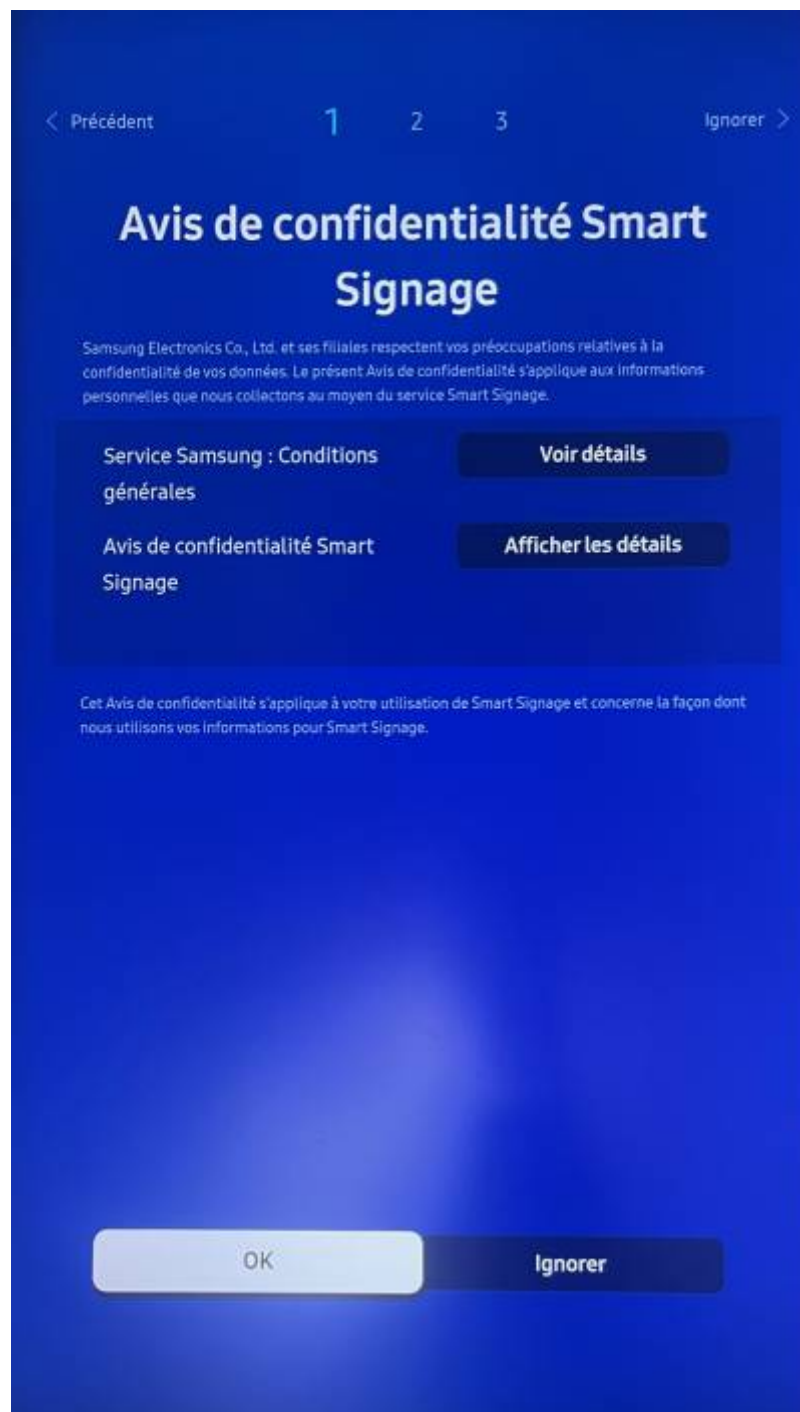 < Précédent 1 2 3 Ignorer >
Avis de confidentialité Smart
Signage
Samsung Electronics Co., Ltd. et ses filiales respectent vos préoccupations relatives à la
confidentialité de vos données. Le présent Avis de confidentialité s'applique aux informations
personnelles que nous collectons au moyen du service Smart Signage.
Service Samsung : Conditions
générales
Voir détails
Avis de confidentialité Smart
Signage
Afficher les détails
Cet Avis de confidentialité s'applique à votre utilisation de Smart Signage et concerne la façon dont
nous utilisons vos informations pour Smart Signage.
OK Ignorer